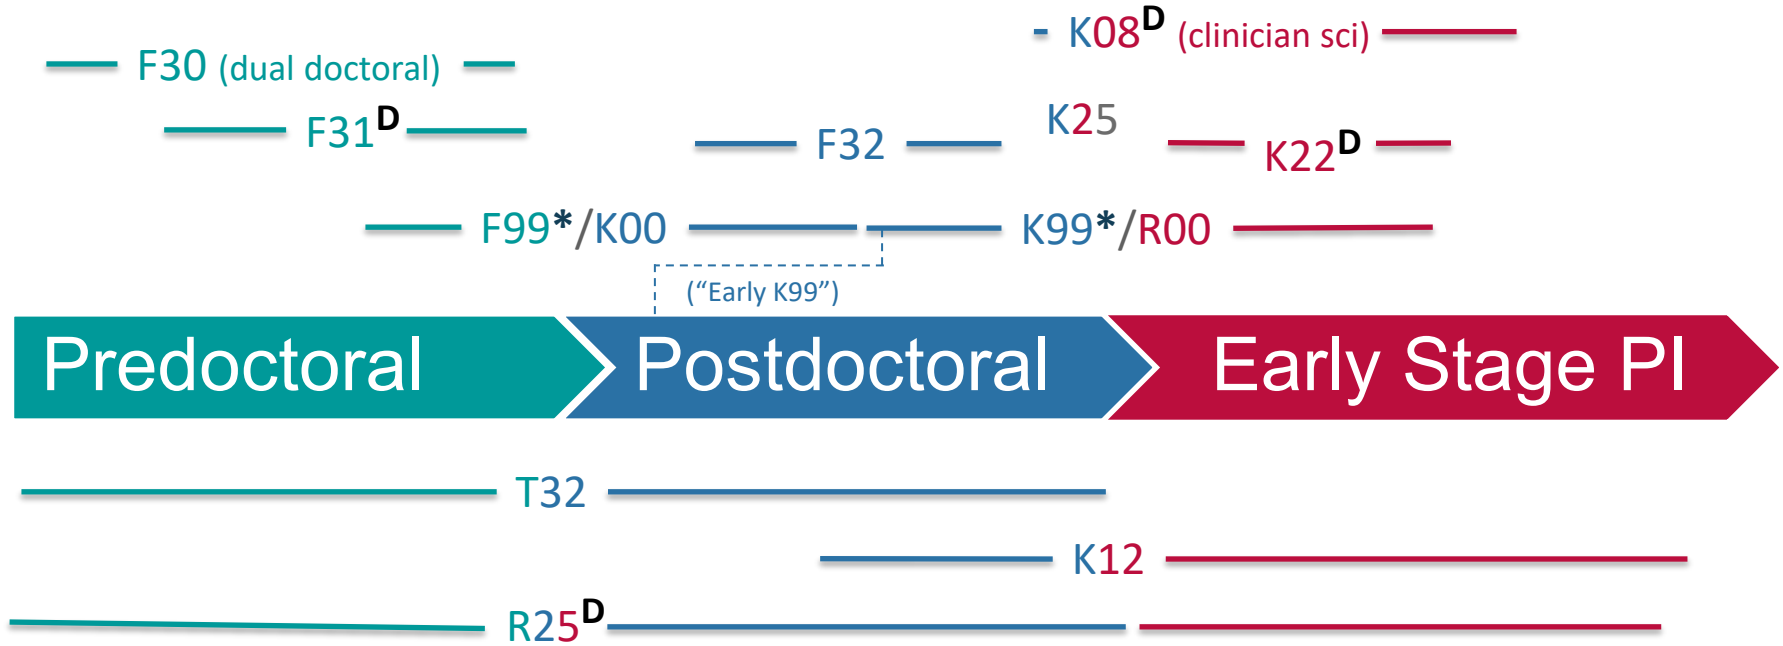 K08D (clinician sci)
F30 (dual doctoral)
F31D
K25
F32
K22D
F99*/K00
K99*/R00
("Early K99")
Predoctoral
Postdoctoral
Early Stage PI
T32
K12
R25D